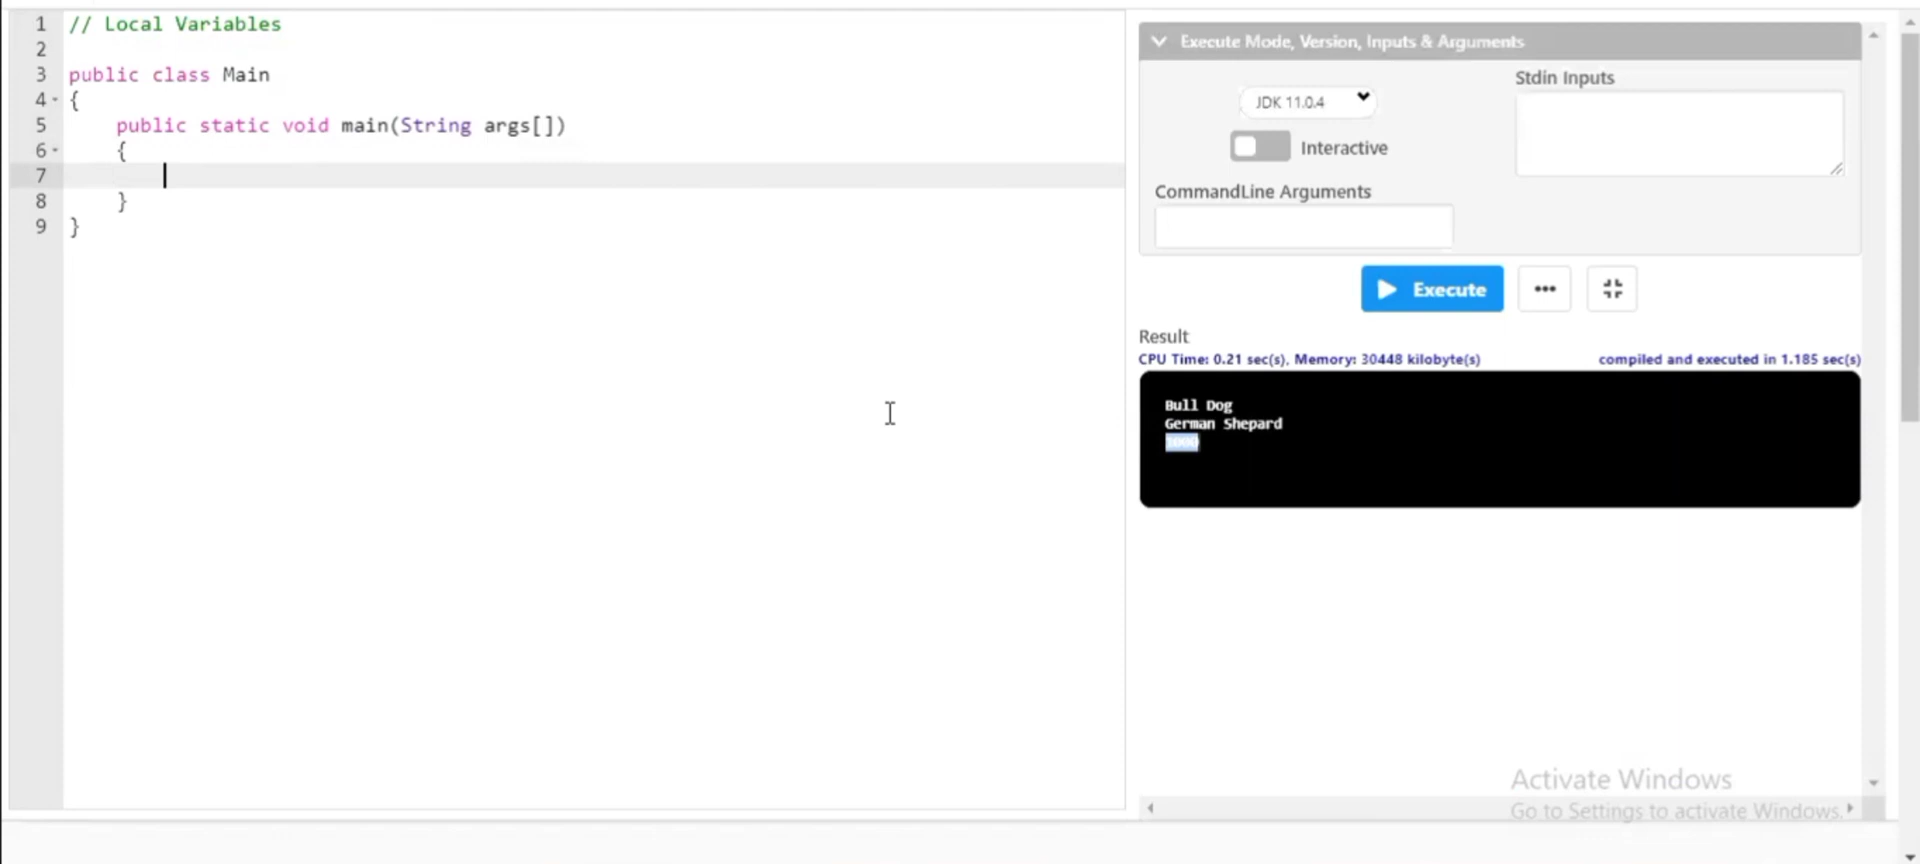 1 // Local Variables
2
3 public class Main
4 {
5 public static void main(String args[])
6 {
7
8 }
9 }
Execute Mode, Version, Inputs & Arguments
JDK 11.0.4
Interactive
Stdin Inputs
CommandLine Arguments
Execute
Result
CPU Time: 0.21 sec(s), Memory: 30448 kilobyte(s)
compiled and executed in 1.185 sec(s)
Bull Dog
German Shepard
Activate Windows
Go to Settings to activate Windows.